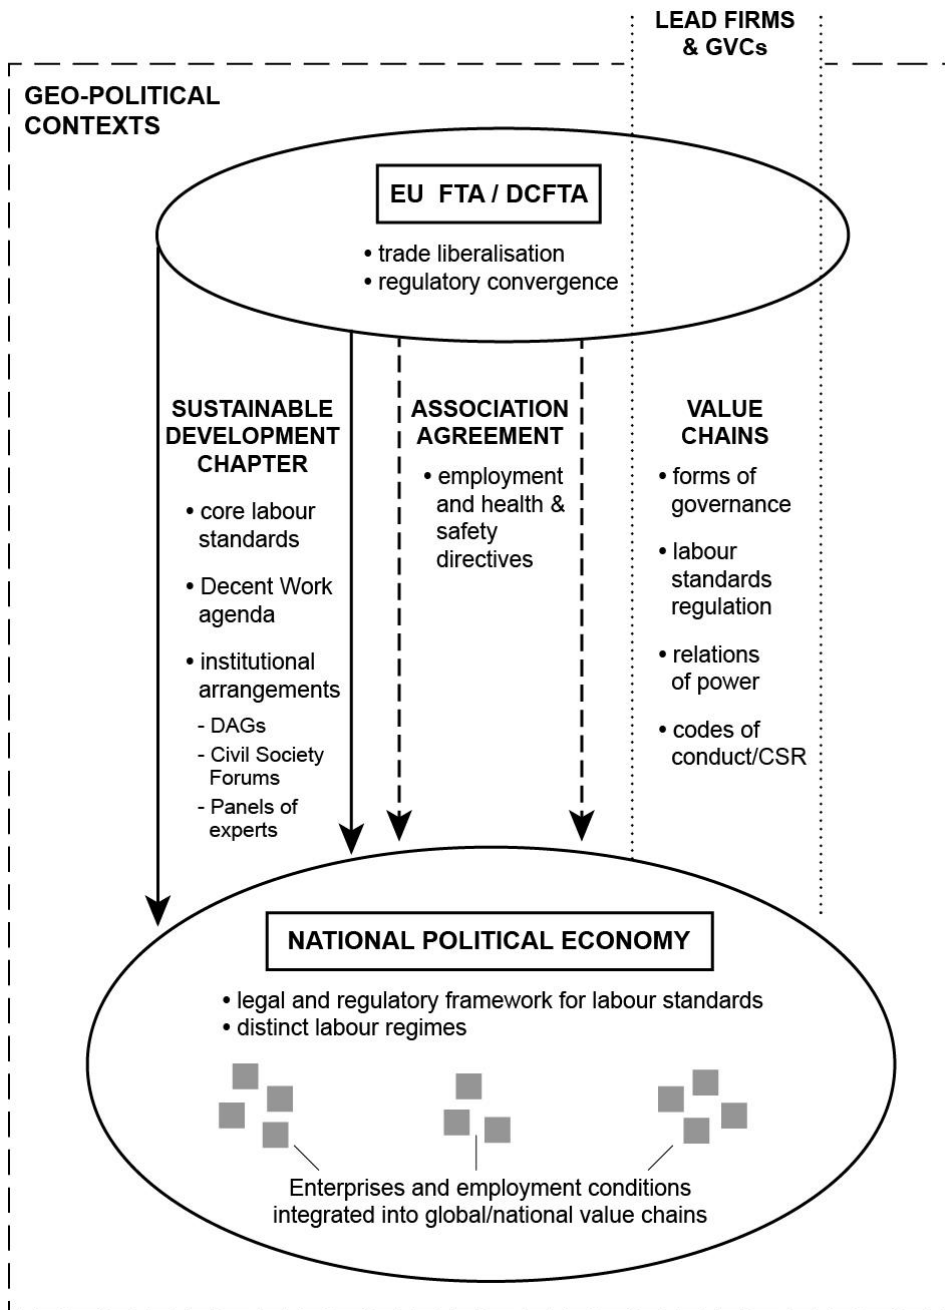 LEAD FIRMS
& GVCs
GEO-POLITICAL
CONTEXTS
EU FTA / DCFTA
• trade liberalisation
• regulatory convergence
SUSTAINABLE
DEVELOPMENT
CHAPTER
• core labour
standards
• Decent Work
agenda
• institutional
arrangements
- DAGs
- Civil Society
Forums
- Panels of
experts
ASSOCIATION
AGREEMENT
• employment
and health &
safety
directives
VALUE
CHAINS
• forms of
governance
• labour
standards
regulation
• relations
of power
• codes of
conduct/CSR
NATIONAL POLITICAL ECONOMY
• legal and regulatory framework for labour standards
• distinct labour regimes
Enterprises and employment conditions
integrated into global/national value chains